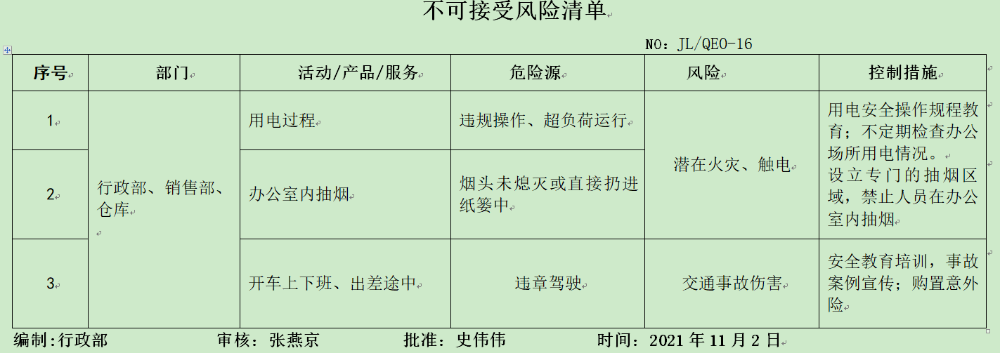 不可接受风险清单
NO：JL/QEO-16
序号 部门 活动/产品/服务 危险源 风险 控制措施
1 用电过程 违规操作、超负荷运行
2 办公室内抽烟 烟头未熄灭或直接扔进
纸篓中
行政部、销售部、
仓库
潜在火灾、触电
用电安全操作规程教
育；不定期检查办公
场所用电情况。
设立专门的抽烟区
域，禁止人员在办公
室内抽烟
3 开车上下班、出差途中 违章驾驶 交通事故伤害
安全教育培训，事故
案例宣传；购置意外
险
编制:行政部 审核：张燕京 批准：史伟伟 时间：2021年11月2日